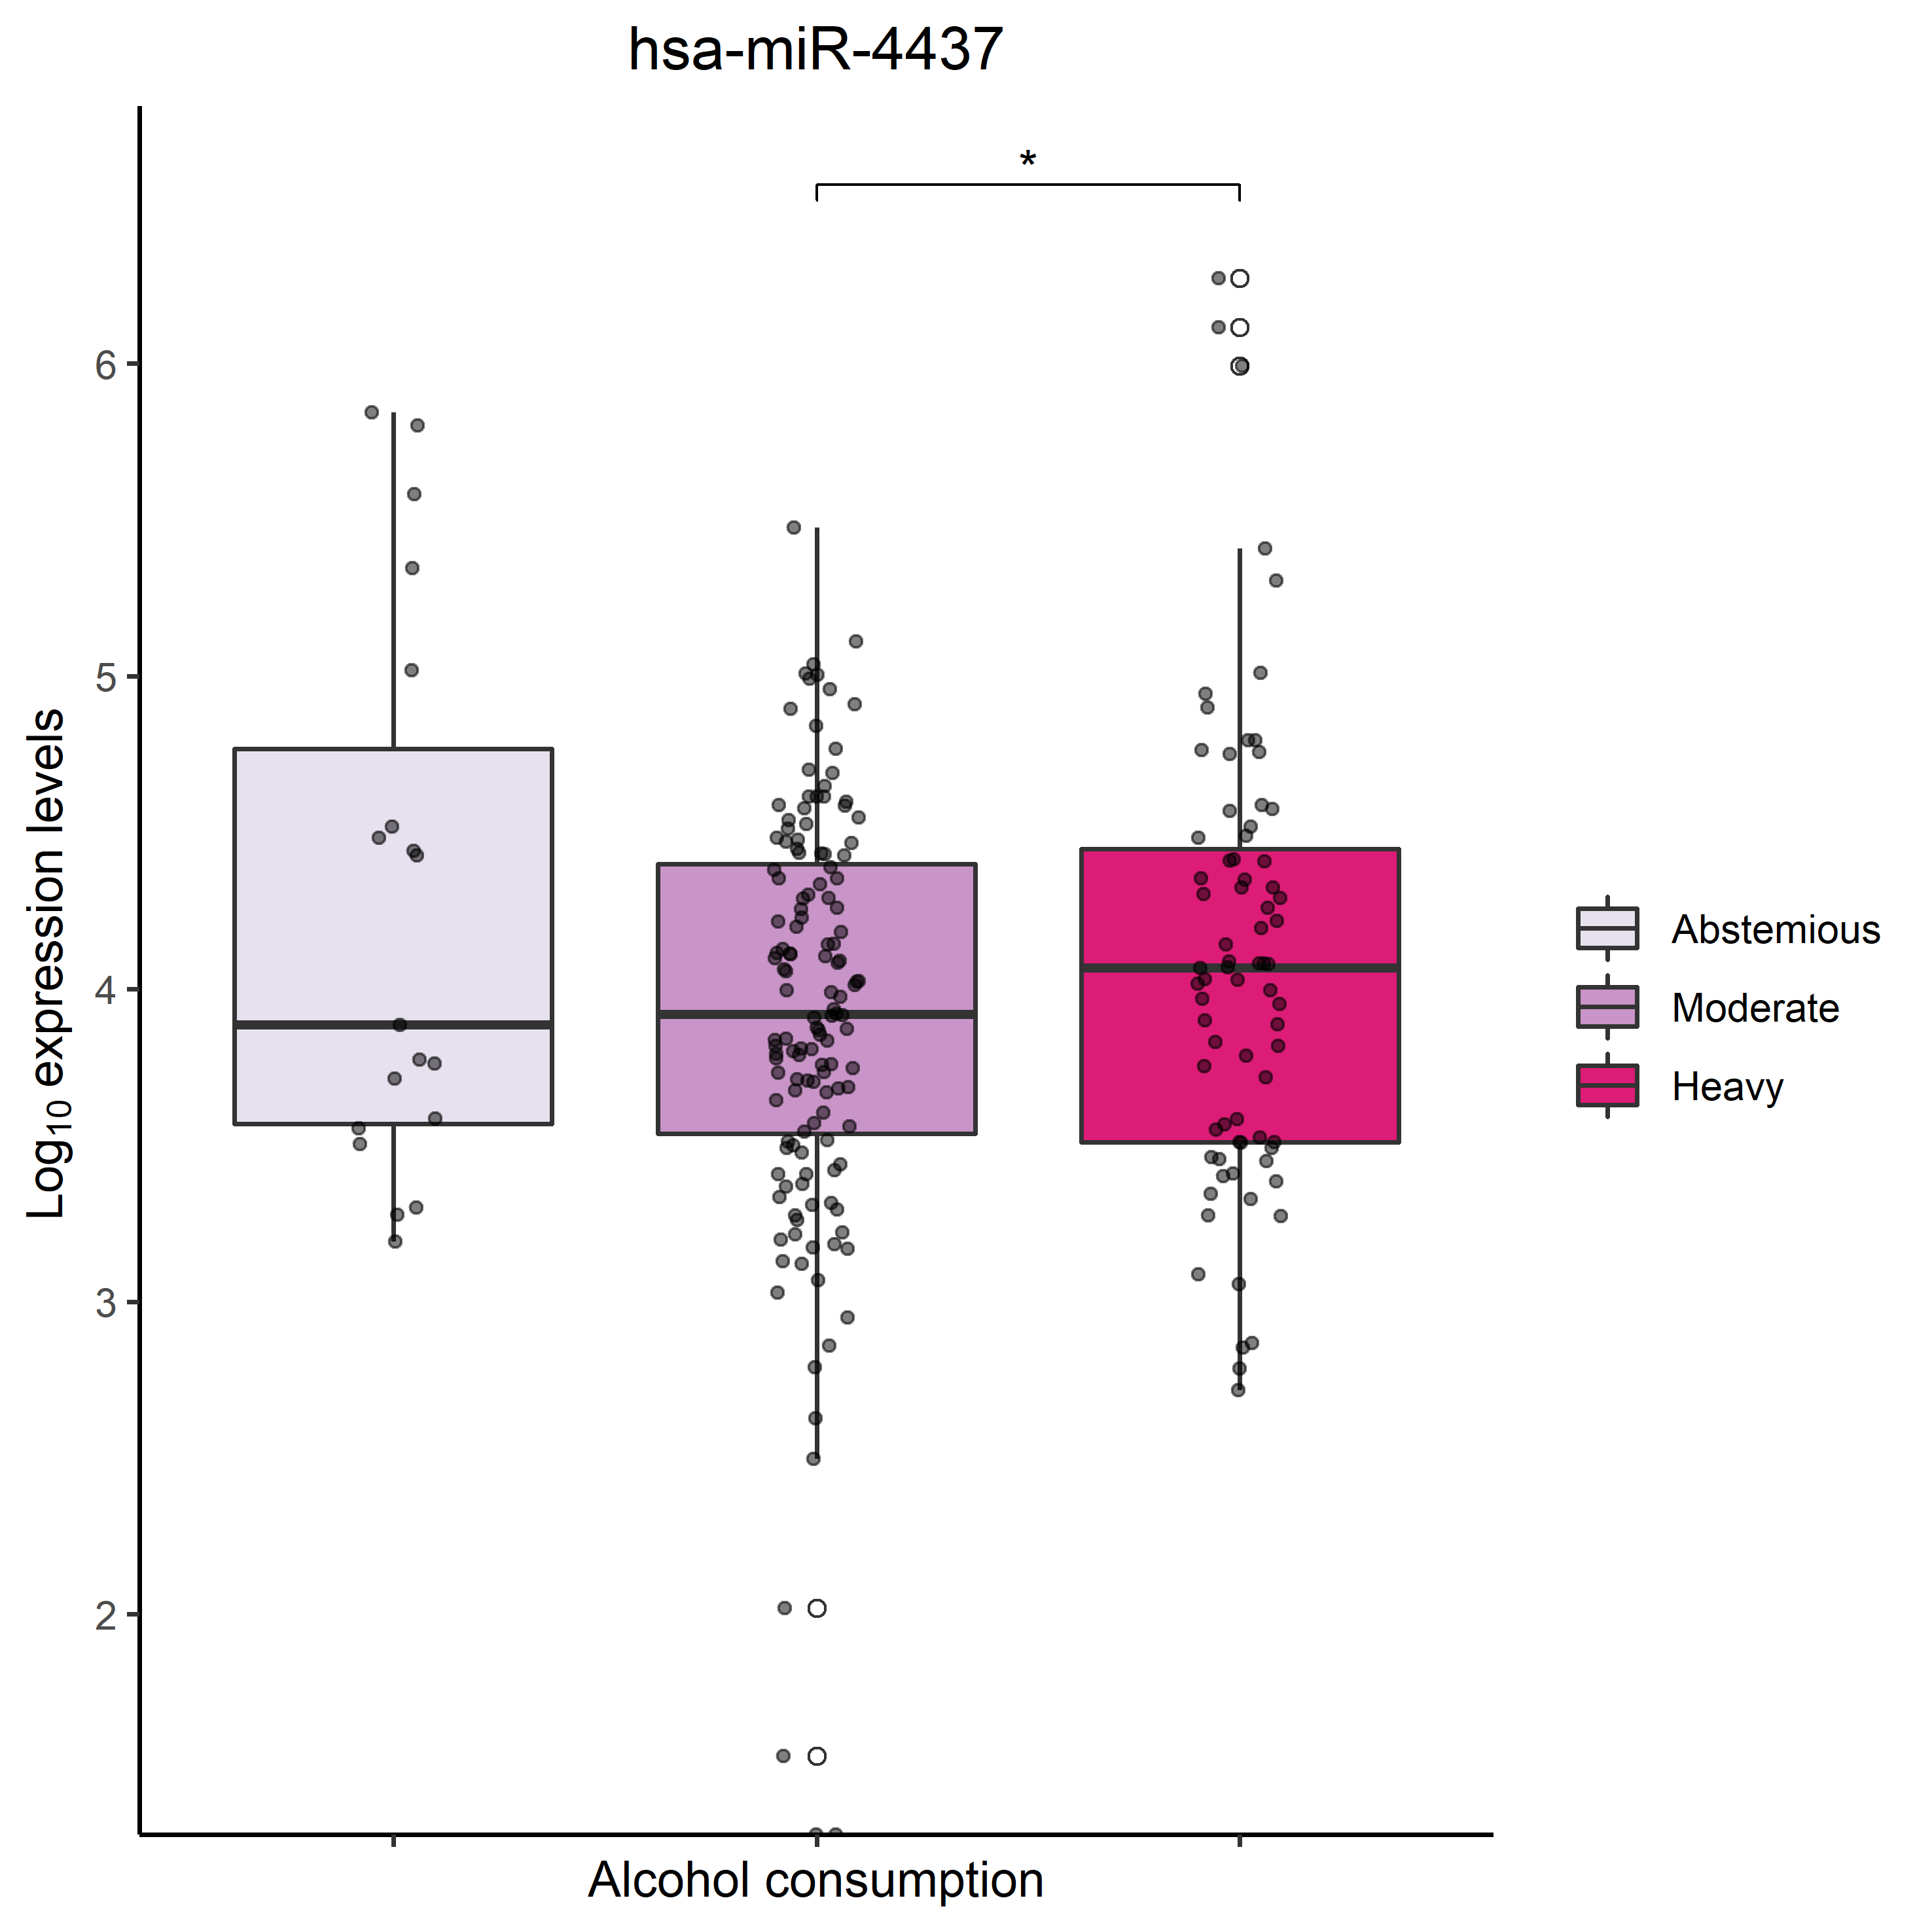 hsa-miR-4437
*
6
5
4
3
2
Log10 expression levels
Alcohol consumption
Abstemious
Moderate
Heavy